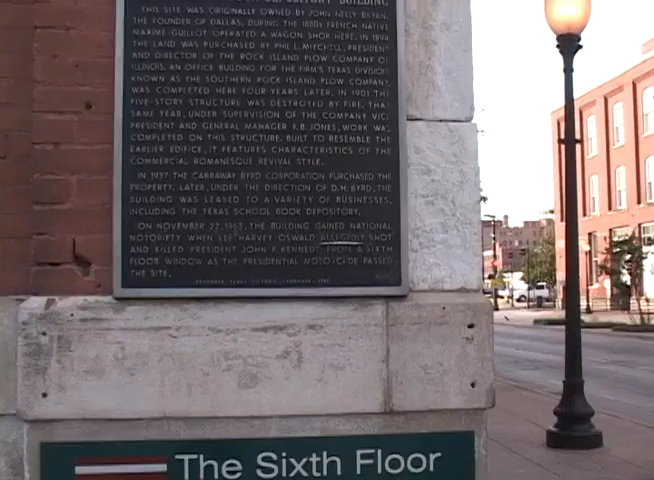 DEPOSITORY BUILDING
THIS SITE WAS ORIGINALLY OWNED BY JOHN NEELY BRYAN,
THE FOUNDER OF DALLAS. DURING THE 1880s FRENCH NATIVE
MAXIME GUILLOT OPERATED A WAGON SHOP HERE. IN 1894
THE LAND WAS PURCHASED BY PHIL L. MITCHELL, PRESIDENT
AND DIRECTOR OF THE ROCK ISLAND PLOW COMPANY OF
ILLINOIS. AN OFFICE BUILDING FOR THE FIRM'S TEXAS DIVISION,
KNOWN AS THE SOUTHERN ROCK ISLAND PLOW COMPANY,
WAS COMPLETED HERE FOUR YEARS LATER. IN 1901 THE
FIVE-STORY STRUCTURE WAS DESTROYED BY FIRE. THAT
SAME YEAR, UNDER SUPERVISION OF THE COMPANY VICE
PRESIDENT AND GENERAL MANAGER F.B. JONES, WORK WAS
COMPLETED ON THIS STRUCTURE. BUILT TO RESEMBLE THE
EARLIER EDIFICE, IT FEATURES CHARACTERISTICS OF THE
COMMERCIAL ROMANESQUE REVIVAL STYLE.
IN 1937 THE CARRAWAY BYRD CORPORATION PURCHASED THE
PROPERTY. LATER, UNDER THE DIRECTION OF D.H. BYRD, THE
BUILDING WAS LEASED TO A VARIETY OF BUSINESSES,
INCLUDING THE TEXAS SCHOOL BOOK DEPOSITORY.
ON NOVEMBER 22, 1963, THE BUILDING GAINED NATIONAL
NOTORIETY WHEN LEE HARVEY OSWALD ALLEGEDLY SHOT
AND KILLED PRESIDENT JOHN F. KENNEDY FROM A SIXTH
FLOOR WINDOW AS THE PRESIDENTIAL MOTORCADE PASSED
THE SITE.
RECORDED TEXAS HISTORIC LANDMARK
The Sixth Floor